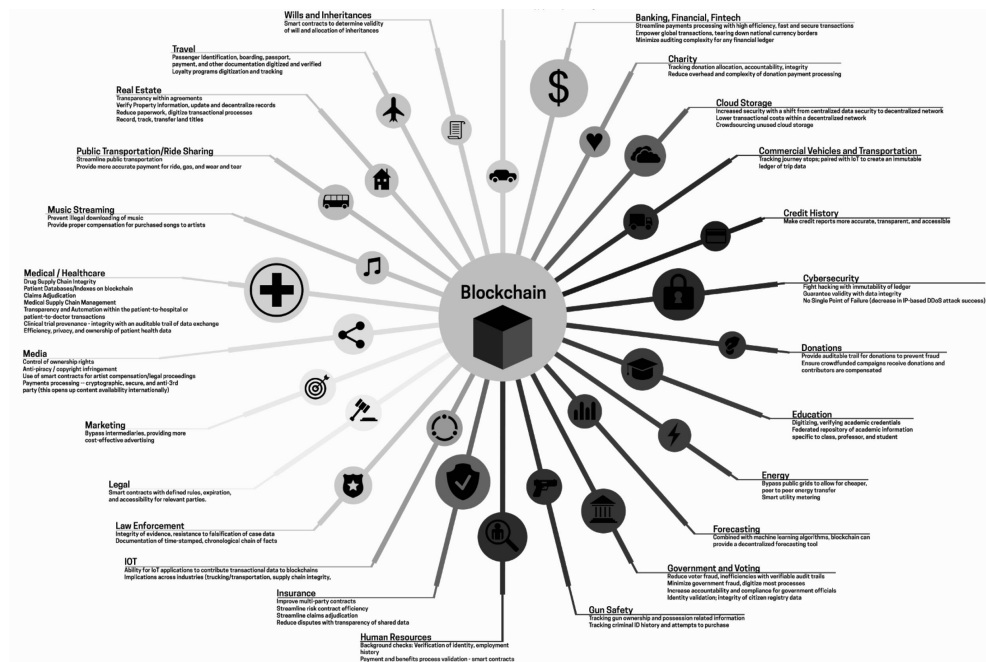 Wills and Inheritances
Smart contracts to determine validity
of will and allocation of inheritances
Travel
Passenger Identification, boarding, passport,
payment, and other documentation digitized and verified
Loyalty programs digitization and tracking
Real Estate
Transparency within agreements
Verify Property information, update and decentralize records
Reduce paperwork, digitize transactional processes
Record, track, transfer land titles
Public Transportation/Ride Sharing
Streamline public transportation
Provide more accurate payment for ride, gas, and wear and tear
Music Streaming
Prevent illegal downloading of music
Provide proper compensation for purchased songs to artists
Medical / Healthcare
Drug Supply Chain Integrity
Patient Databases/Indexes on blockchain
Claims Adjudication
Medical Supply Chain Management
Transparency and Automation within the patient-to-hospital or
patient-to-doctor transactions
Clinical trial provenance - integrity with an auditable trail of data exchange
Efficiency, privacy, and ownership of patient health data
Media
Control of ownership rights
Anti-piracy / copyright infringement
Use of smart contracts for artist compensation/legal proceedings
Payments processing -- cryptographic, secure, and anti-3rd
party (this opens up content availability internationally)
Marketing
Bypass intermediaries, providing more
cost-effective advertising
Legal
Smart contracts with defined rules, expiration,
and accessibility for relevant parties.
Law Enforcement
Integrity of evidence, resistance to falsification of case data
Documentation of time-stamped, chronological chain of facts
IOT
Ability for IoT applications to contribute transactional data to blockchains
Implications across industries (trucking/transportation, supply chain integrity,
Insurance
Improve multi-party contracts
Streamline risk contract efficiency
Streamline claims adjudication
Reduce disputes with transparency of shared data
Human Resources
Background checks: Verification of identity, employment
history
Payment and benefits process validation - smart contracts
Blockchain
$
Banking, Financial, Fintech
Streamline payments processing with high efficiency, fast and secure transactions
Empower global transactions, tearing down national currency borders
Minimize auditing complexity for any financial ledger
Charity
Tracking donation allocation, accountability, integrity
Reduce overhead and complexity of donation payment processing
Cloud Storage
Increased security with a shift from centralized data security to decentralized network
Lower transactional costs within a decentralized network
Crowdsourcing unused cloud storage
Commercial Vehicles and Transportation
Tracking journey stops; paired with IoT to create an immutable
ledger of trip data
Credit History
Make credit reports more accurate, transparent, and accessible
Cybersecurity
Fight hacking with immutability of ledger
Guarantee validity with data integrity
No Single Point of Failure (decrease in IP-based DDoS attack success)
Donations
Provide auditable trail for donations to prevent fraud
Ensure crowdfunded campaigns receive donations and
contributors are compensated
Education
Digitizing, verifying academic credentials
Federated repository of academic information
specific to class, professor, and student
Energy
Bypass public grids to allow for cheaper,
peer to peer energy transfer
Smart utility metering
Forecasting
Combined with machine learning algorithms, blockchain can
provide a decentralized forecasting tool
Government and Voting
Reduce voter fraud, inefficiencies with verifiable audit trails
Minimize government fraud, digitize most processes
Increase accountability and compliance for government officials
Identity validation; integrity of citizen registry data
Gun Safety
Tracking gun ownership and possession related information
Tracking criminal ID history and attempts to purchase